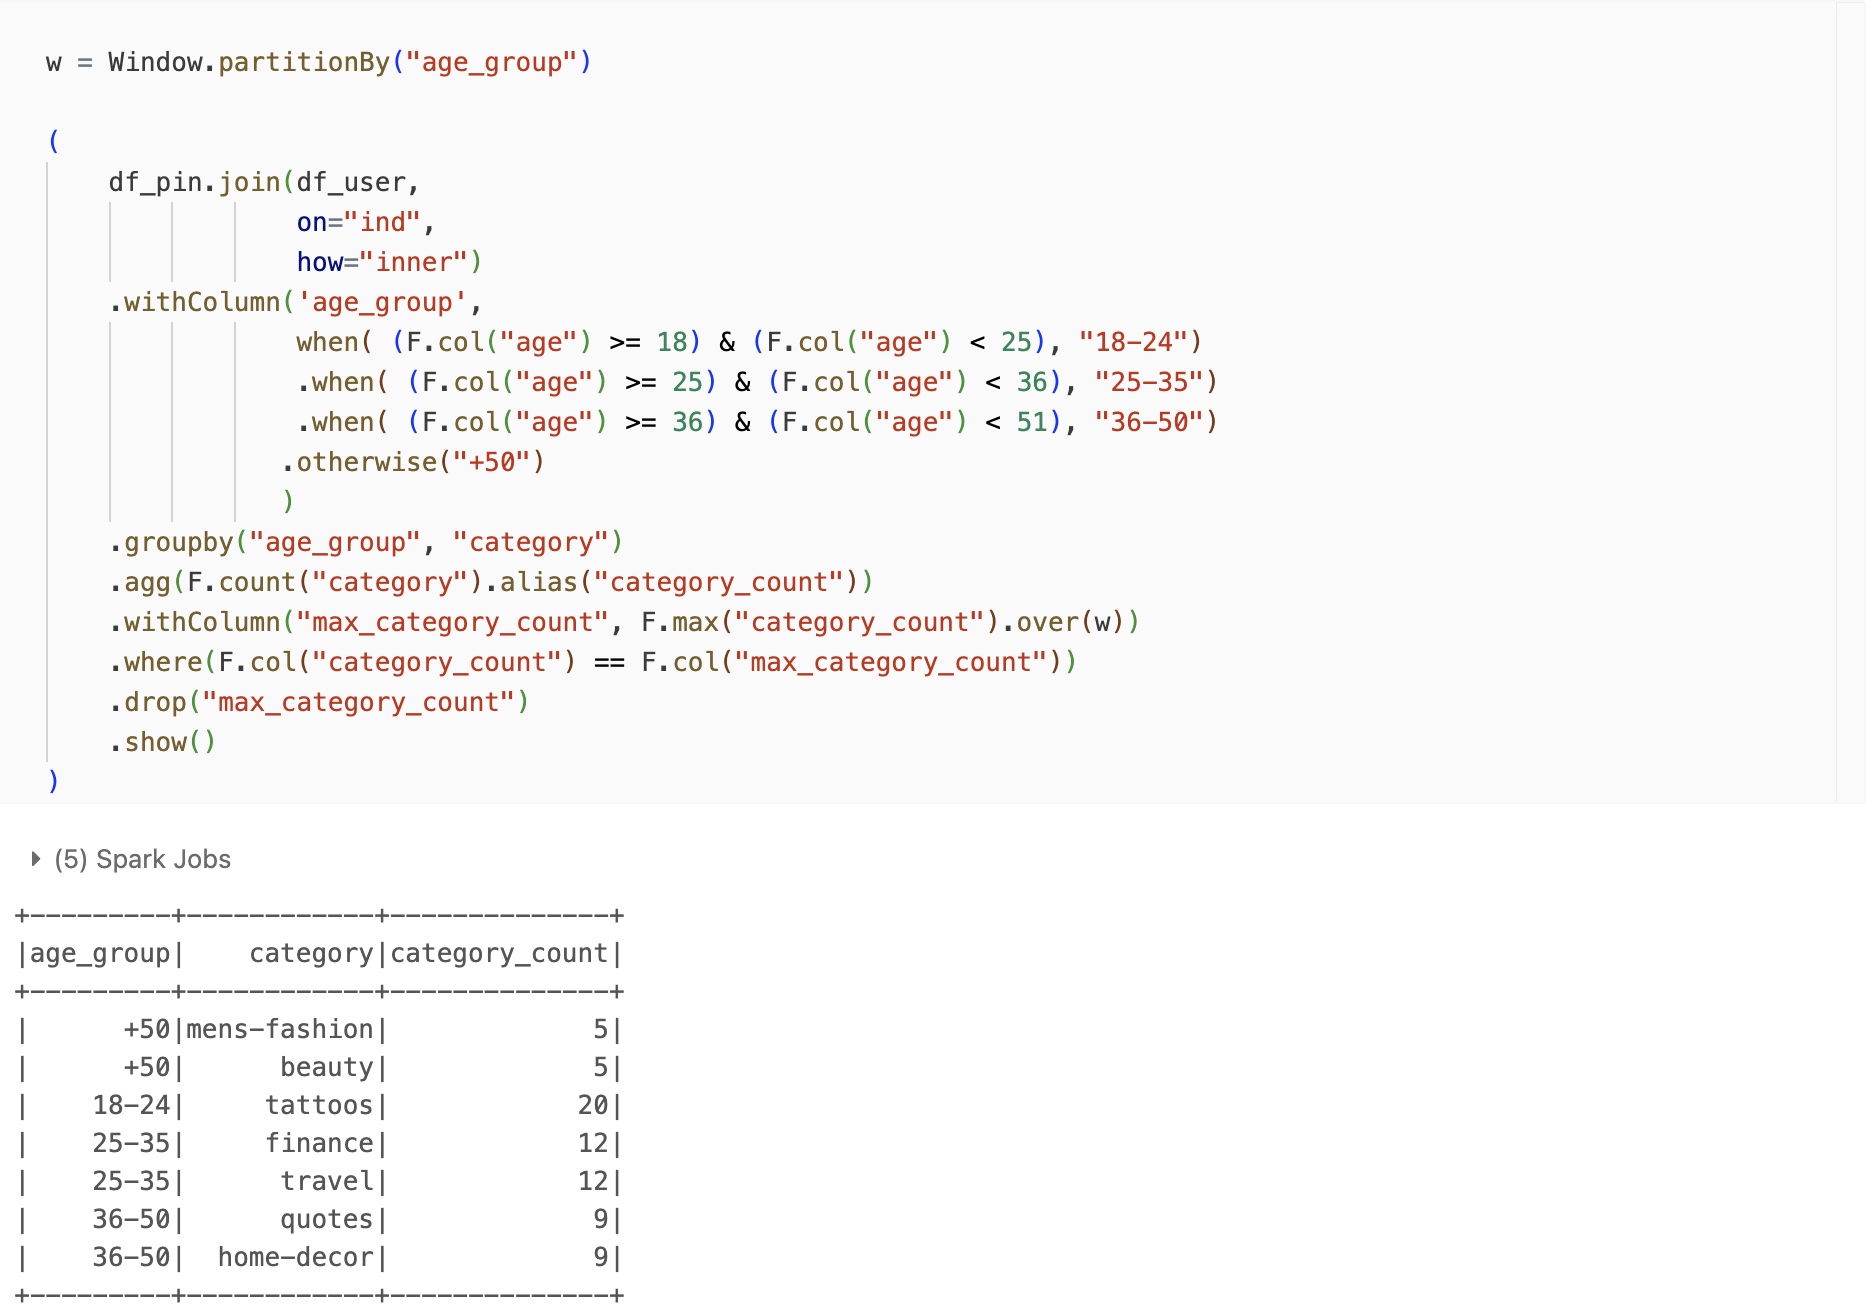 w = Window.partitionBy("age_group")
(
df_pin.join(df_user,
on="ind",
how="inner")
.withColumn('age_group',
when( (F.col("age") >= 18) & (F.col("age") < 25), "18-24")
.when( (F.col("age") >= 25) & (F.col("age") < 36), "25-35")
.when( (F.col("age") >= 36) & (F.col("age") < 51), "36-50")
.otherwise("+50")
)
.groupby("age_group", "category")
.agg(F.count("category").alias("category_count"))
.withColumn("max_category_count", F.max("category_count").over(w))
.where(F.col("category_count") == F.col("max_category_count"))
.drop("max_category_count")
.show()
)
(5) Spark Jobs
+---------+------------+--------------+
|age_group|    category|category_count|
+---------+------------+--------------+
|      +50|mens-fashion|             5|
|      +50|      beauty|             5|
|    18-24|     tattoos|            20|
|    25-35|     finance|            12|
|    25-35|      travel|            12|
|    36-50|      quotes|             9|
|    36-50|  home-decor|             9|
+---------+------------+--------------+